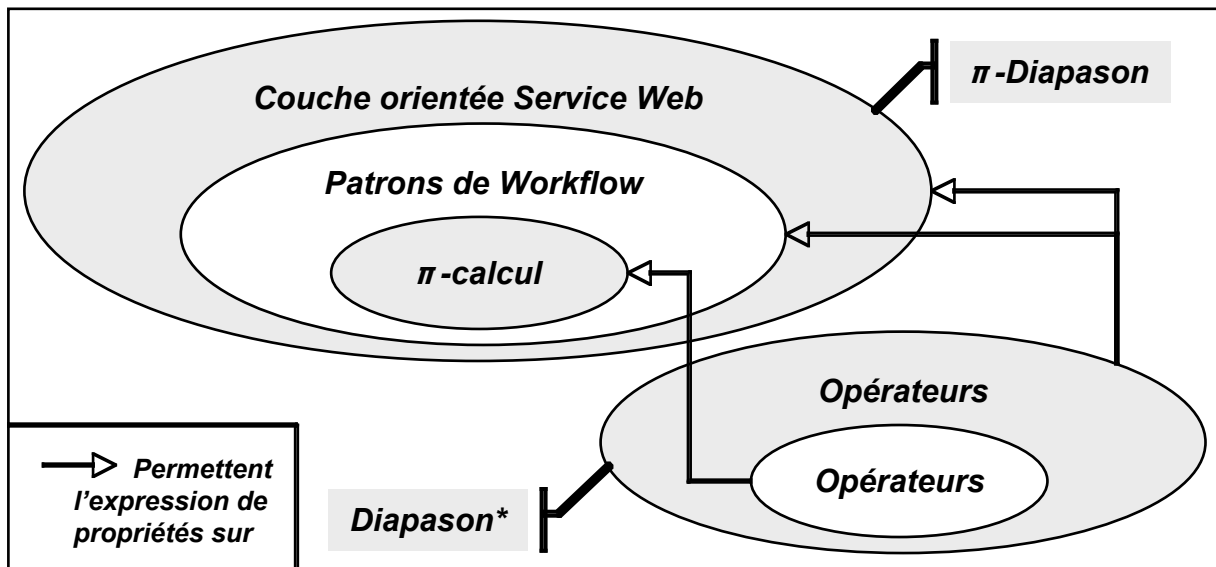 Couche orientée Service Web
π-Diapason
Patrons de Workflow
π-calcul
Opérateurs
Opérateurs
Diapason*
Permettent
l'expression de
propriétés sur